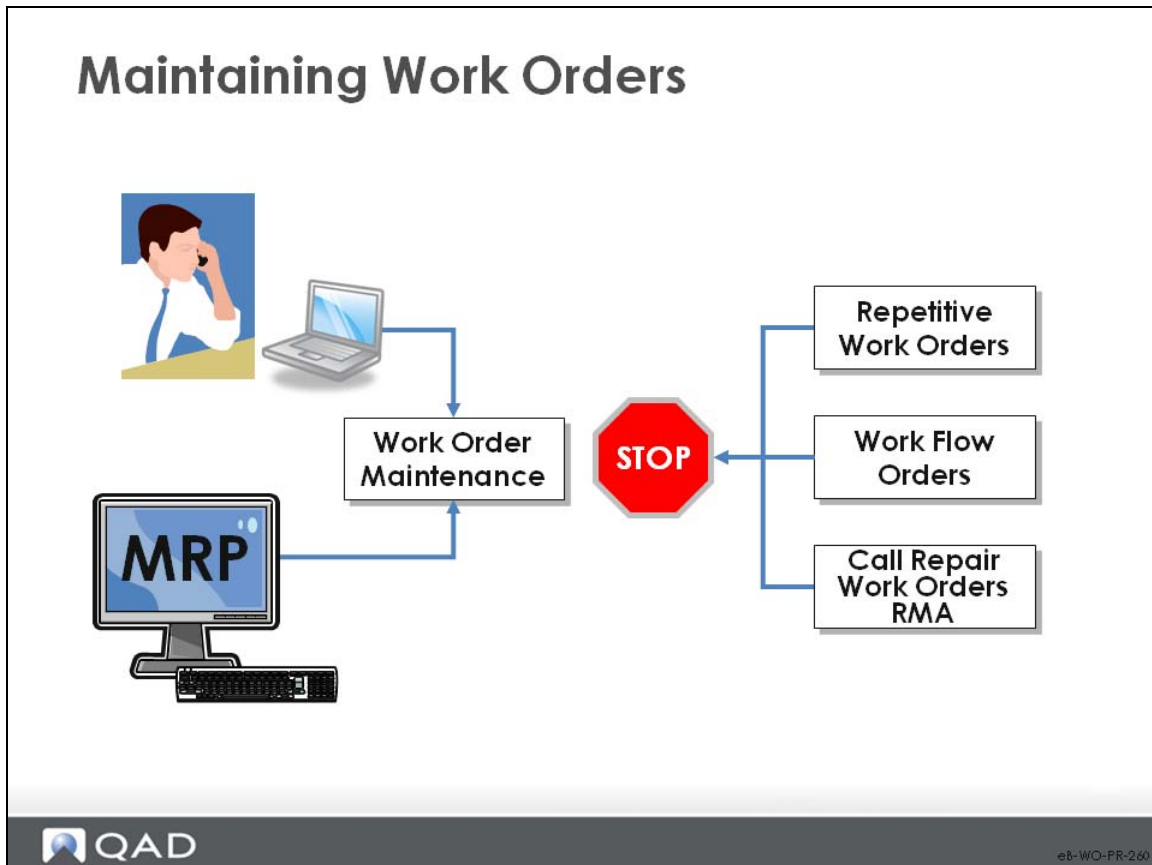 Maintaining Work Orders
Repetitive
Work Orders
Work Order
Maintenance
STOP
Work Flow
Orders
MRP
Call Repair
Work Orders
RMA
QAD
eB-WO-PR-260